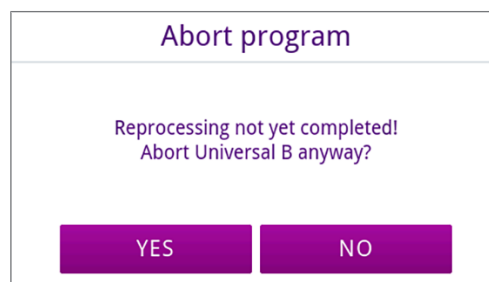 Abort program
Reprocessing not yet completed!
Abort Universal B anyway?
YES
NO